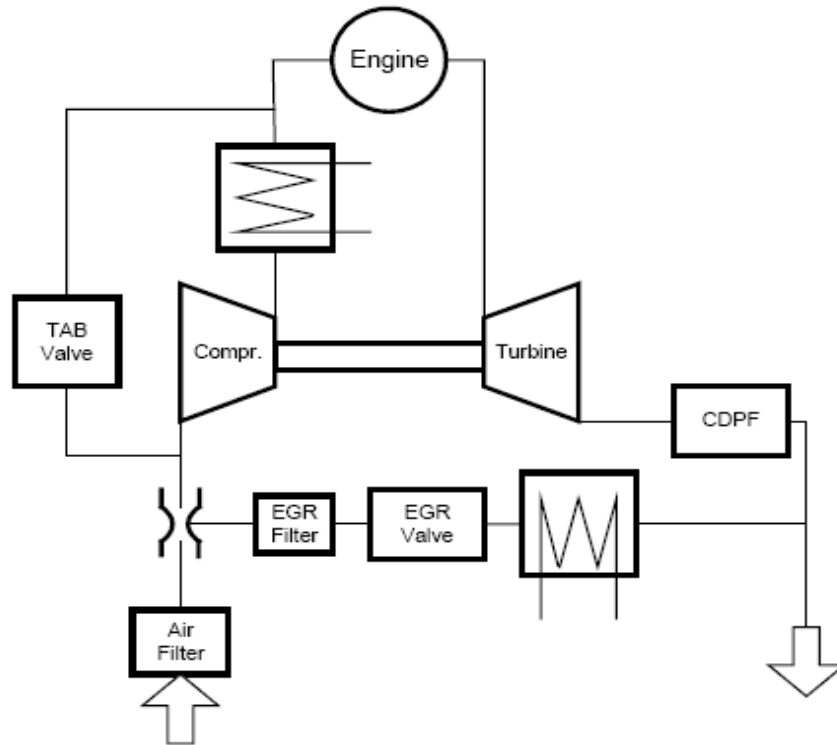 Engine
TAB
Valve
Compr.
Turbine
CDPF
EGR
Filter
EGR
Valve
Air
Filter